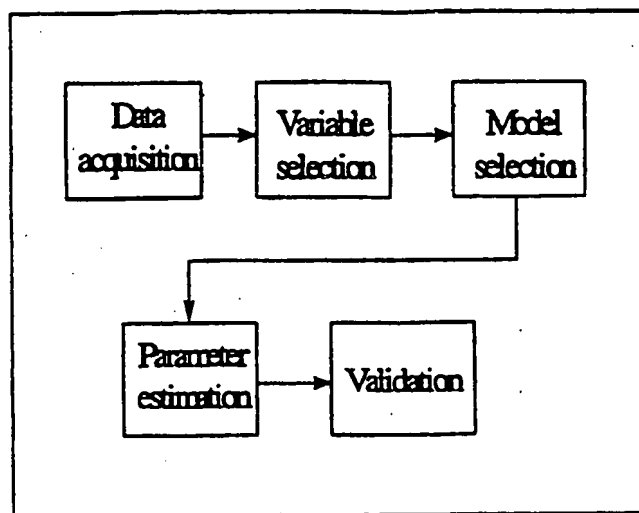 Data
acquisition
Variable
selection
Model
selection
Parameter
estimation
Validation